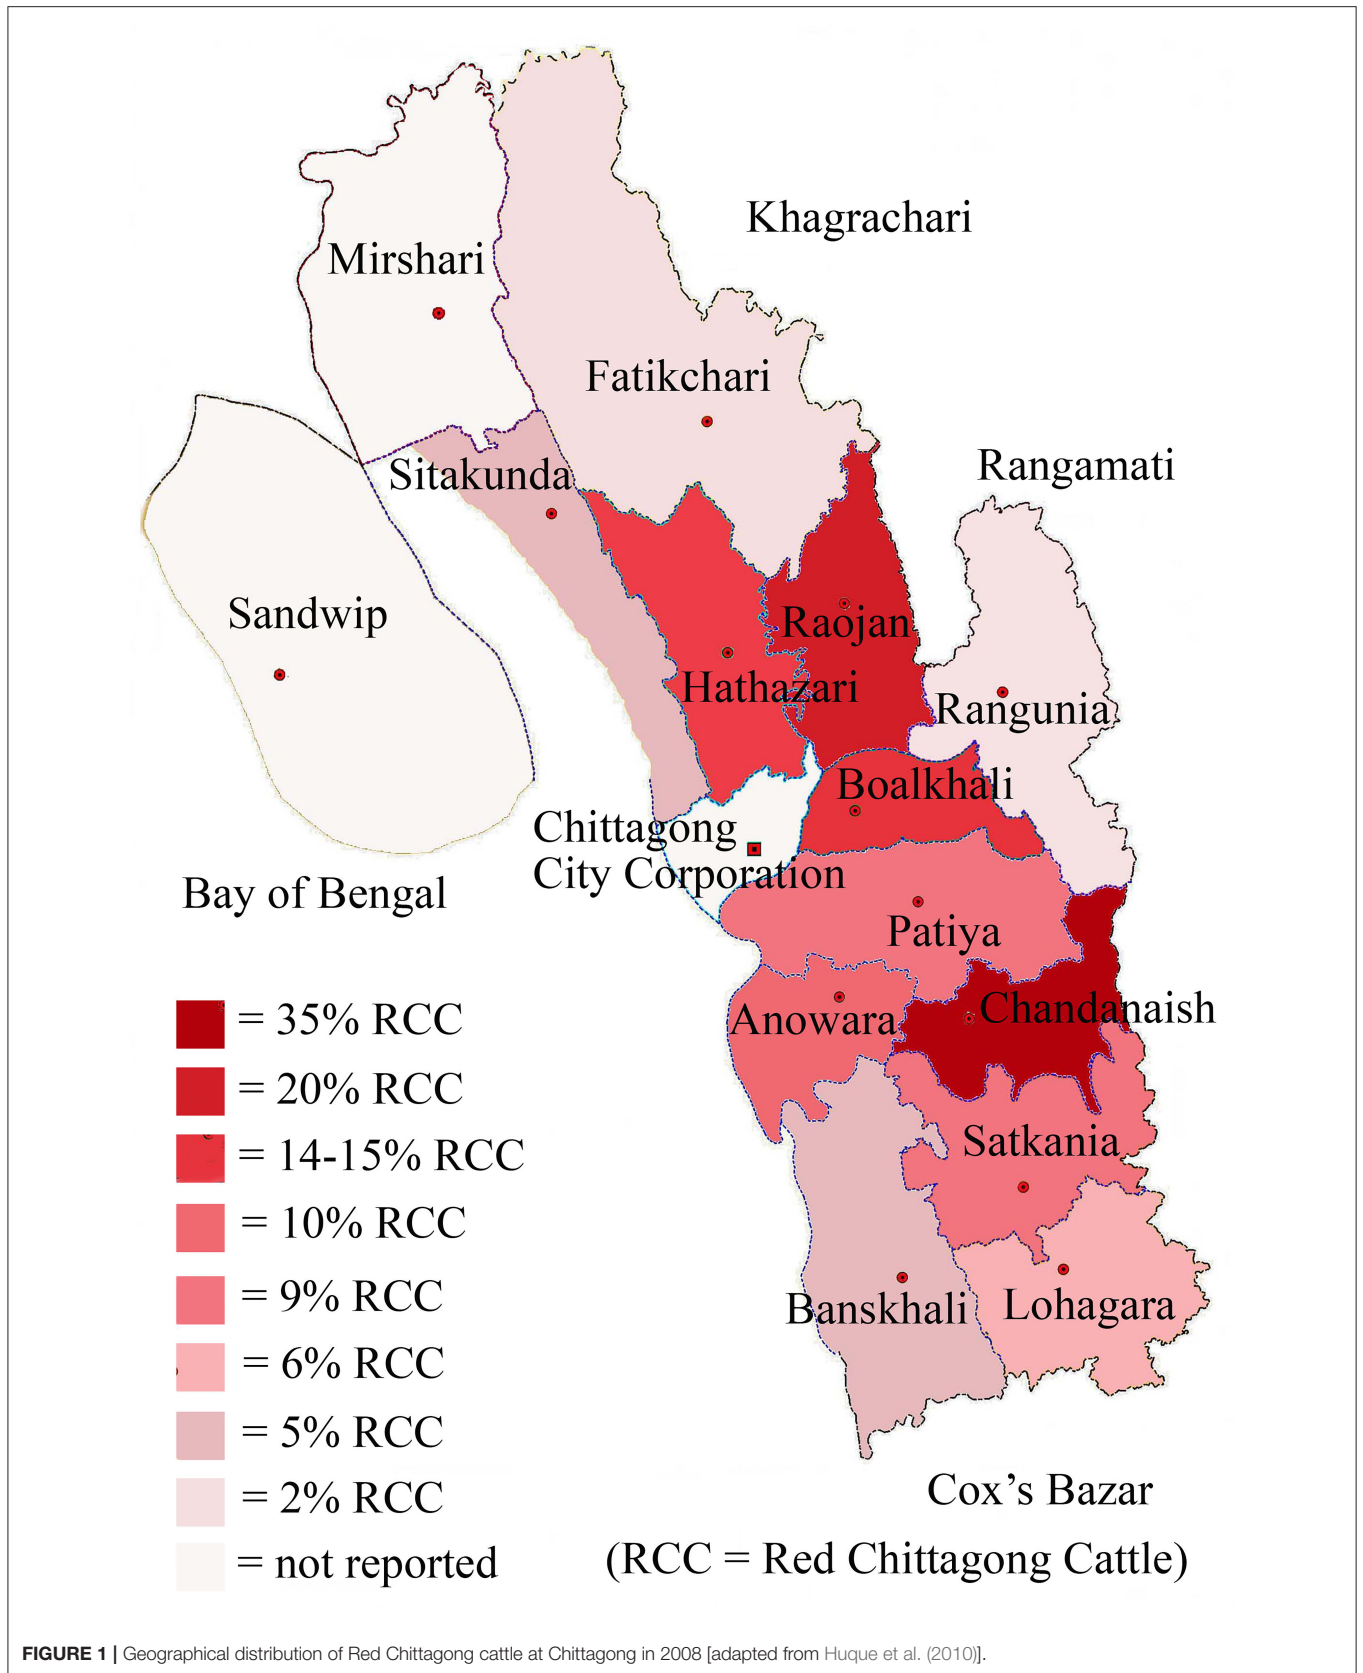 Khagrachari
Mirshari
Fatikchari
Rangamati
Sitakunda
Sandwip
Raojan
Hathazari
Rangunia
Boalkhali
Chittagong
City Corporation
Bay of Bengal
Patiya
Chandanaish
Anowara
Satkania
Banskhali
Lohagara
Cox's Bazar
= 35% RCC
= 20% RCC
= 14-15% RCC
= 10% RCC
= 9% RCC
= 6% RCC
= 5% RCC
= 2% RCC
= not reported
(RCC = Red Chittagong Cattle)
FIGURE 1 | Geographical distribution of Red Chittagong cattle at Chittagong in 2008 [adapted from Huque et al. (2010)].